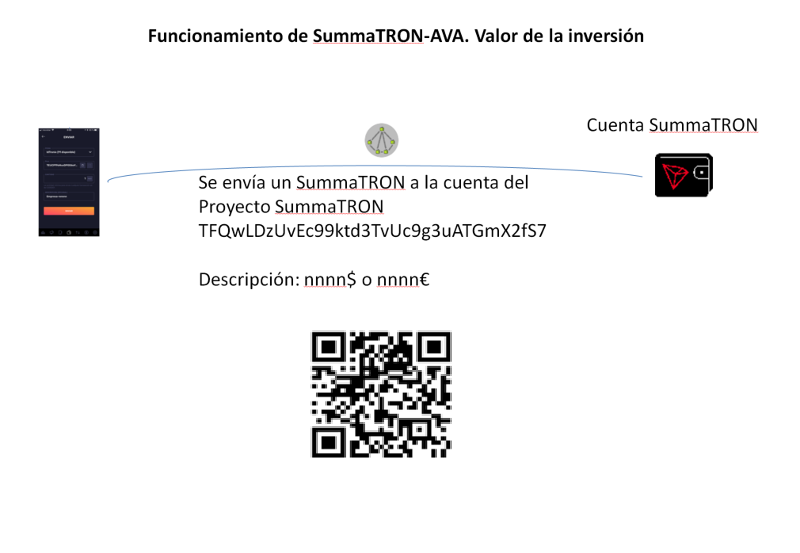 Funcionamiento de SummaTRON-AVA. Valor de la inversión
Cuenta SummaTRON
Se envía un SummaTRON a la cuenta del
Proyecto SummaTRON
TFQwLDzUvEc99ktd3TvUc9g3uATGmX2fS7
Descripción: nnnn$ o nnnn€